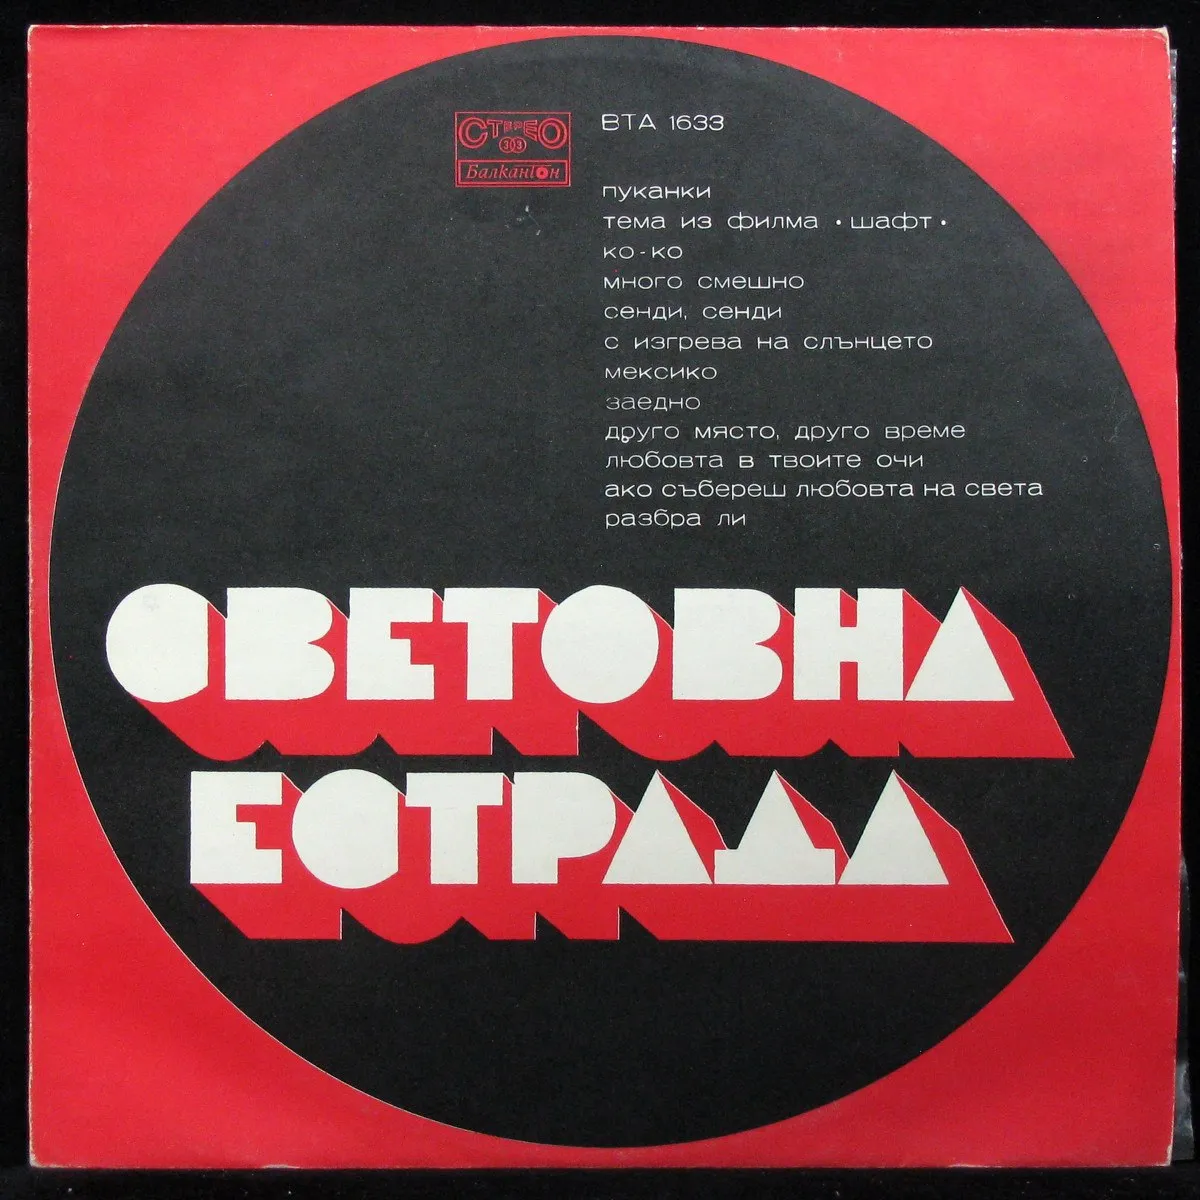 СТЕРЕО
33
Балкантон
ВТА 1633
пуканки
тема из филма • шафт •
ко-ко
много смешно
сенди, сенди
с изгрева на слънцето
мексико
заедно
друго място, друго време
любовта в твоите очи
ако събереш любовта на света
разбра ли
СВЕТОВНА
ЕСТРАДА